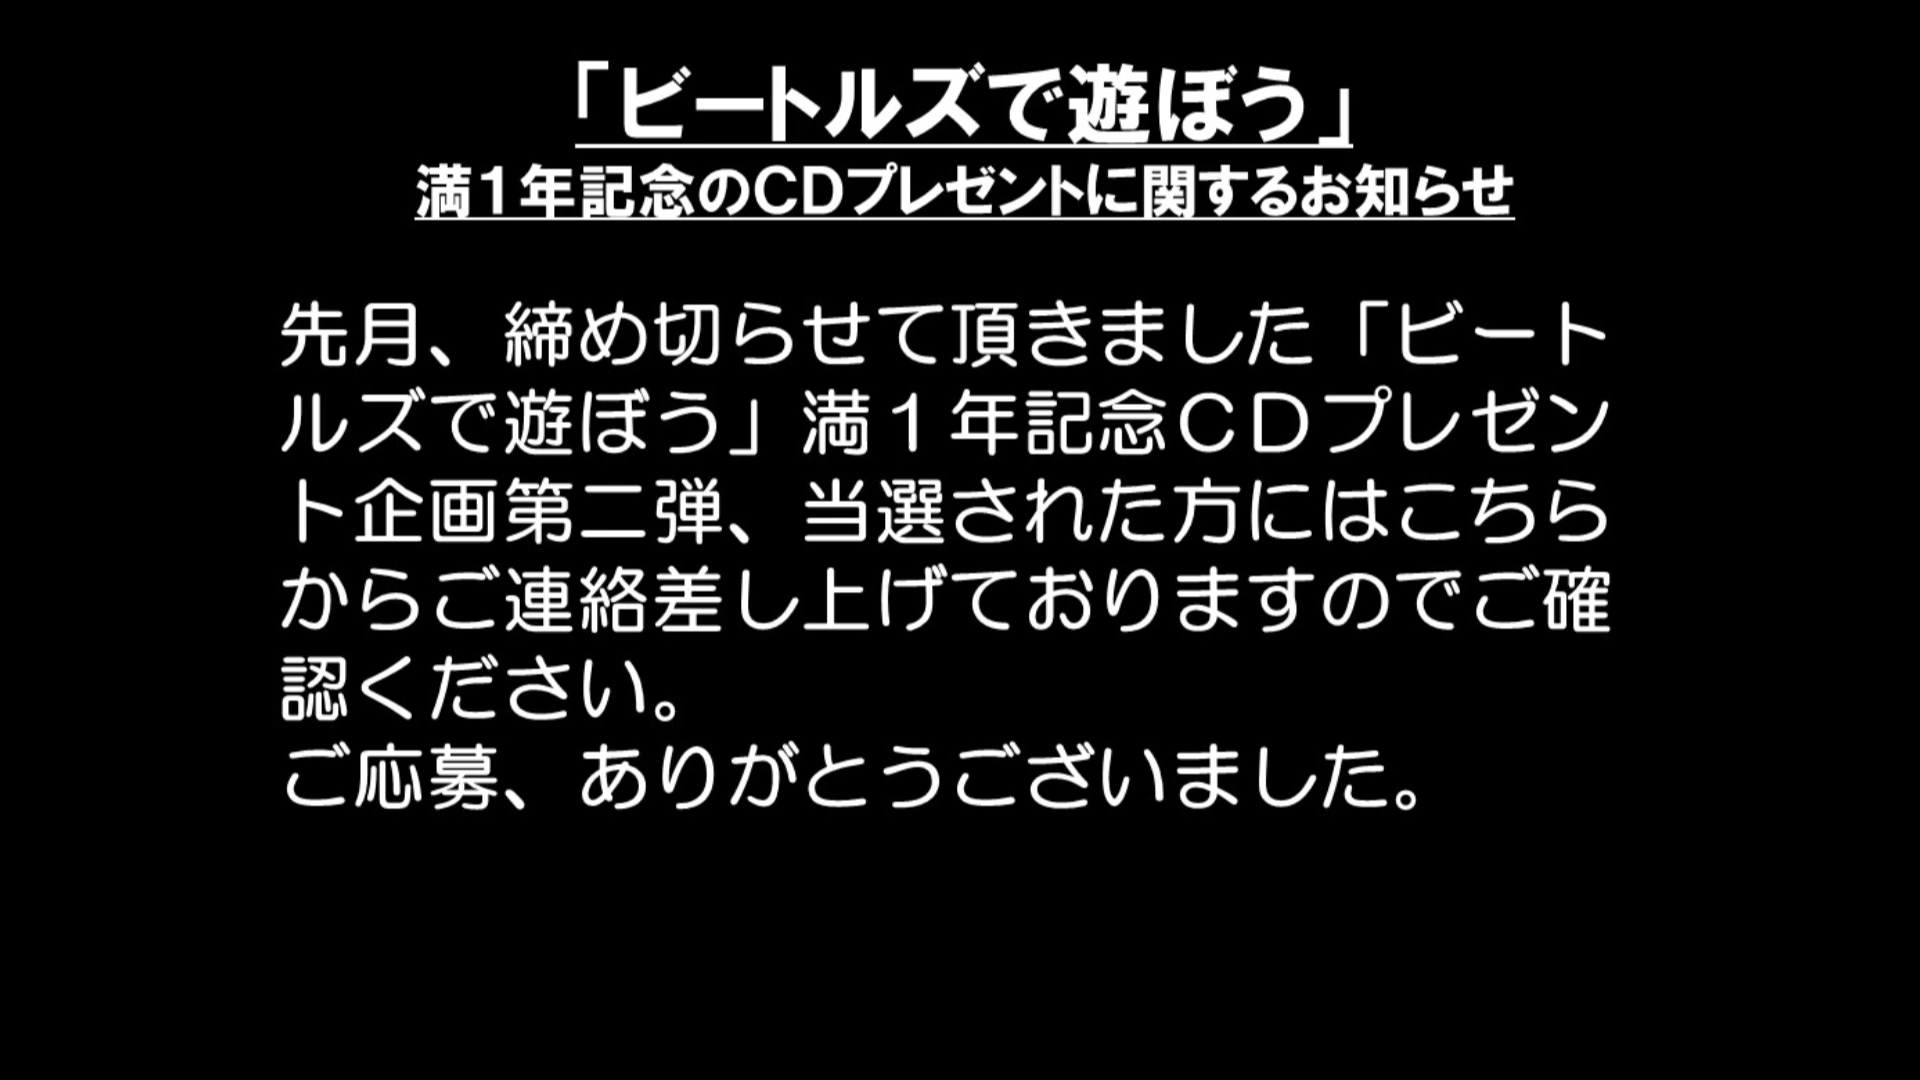 「ビートルズで遊ぼう」
満１年記念のCDプレゼントに関するお知らせ
先月、締め切らせて頂きました「ビート
ルズで遊ぼう」満１年記念ＣＤプレゼン
ト企画第二弾、当選された方にはこちら
からご連絡差し上げておりますのでご確
認ください。
ご応募、ありがとうございました。